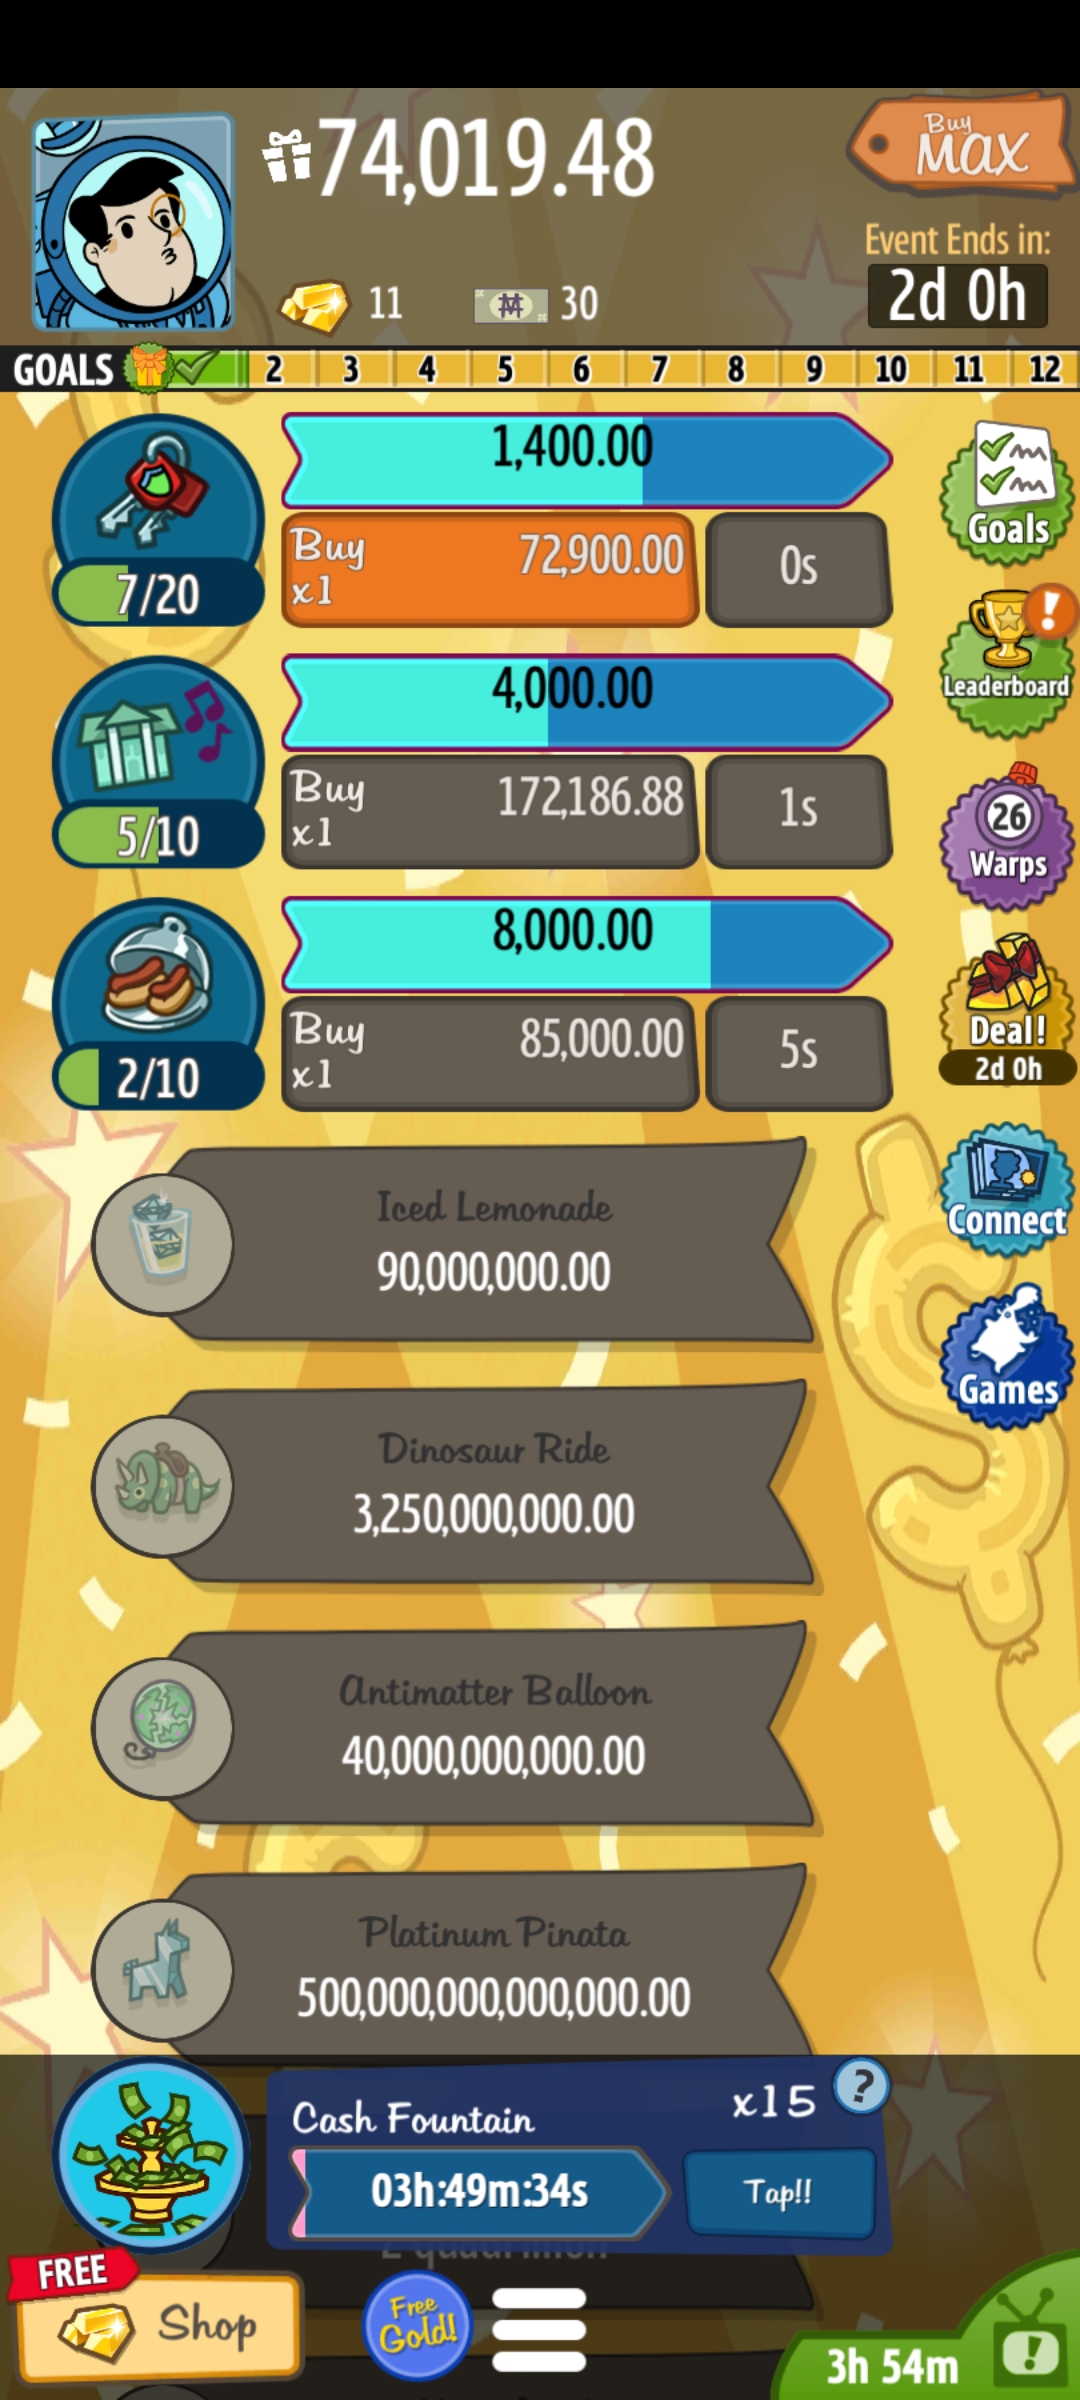 74,019.48
Buy
MAX
Event Ends in:
2d 0h
11
30
GOALS 2 3 4 5 6 7 8 9 10 11 12
1,400.00
Buy
x1
72,900.00
0s
7/20
Goals
4,000.00
Buy
x1
172,186.88
1s
5/10
Leaderboard
8,000.00
Buy
x1
85,000.00
5s
2/10
26
Warps
Deal!
2d 0h
Connect
Games
Iced Lemonade
90,000,000.00
Dinosaur Ride
3,250,000,000.00
Antimatter Balloon
40,000,000,000.00
Platinum Pinata
500,000,000,000,000.00
Cash Fountain
x15
?
03h:49m:34s
Tap!!
FREE
Shop
Free
Gold!
3h 54m